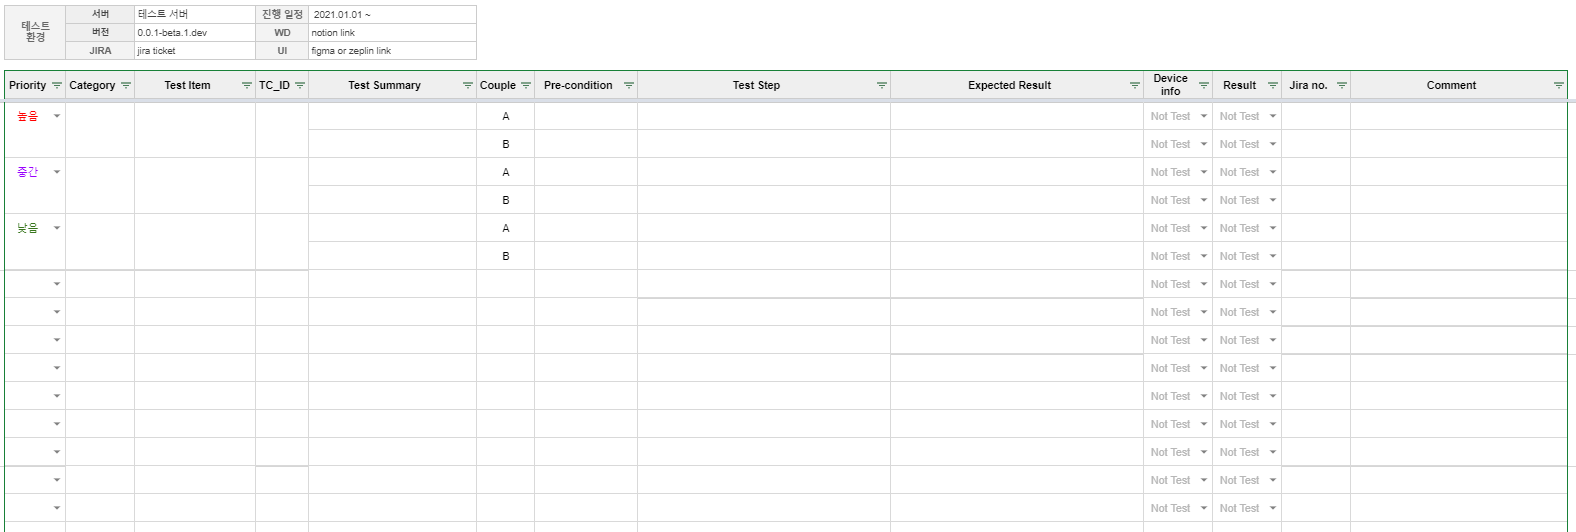 테스트
환경
서버 테스트 서버 진행 일정 2021.01.01 ~
버전 0.0.1-beta.1.dev WD notion link
JIRA jira ticket UI figma or zeplin link
Priority Category Test Item TC_ID Test Summary Couple Pre-condition Test Step Expected Result Device info Result Jira no. Comment
높음 A Not Test Not Test
B Not Test Not Test
중간 A Not Test Not Test
B Not Test Not Test
낮음 A Not Test Not Test
B Not Test Not Test
Not Test Not Test
Not Test Not Test
Not Test Not Test
Not Test Not Test
Not Test Not Test
Not Test Not Test
Not Test Not Test
Not Test Not Test
Not Test Not Test